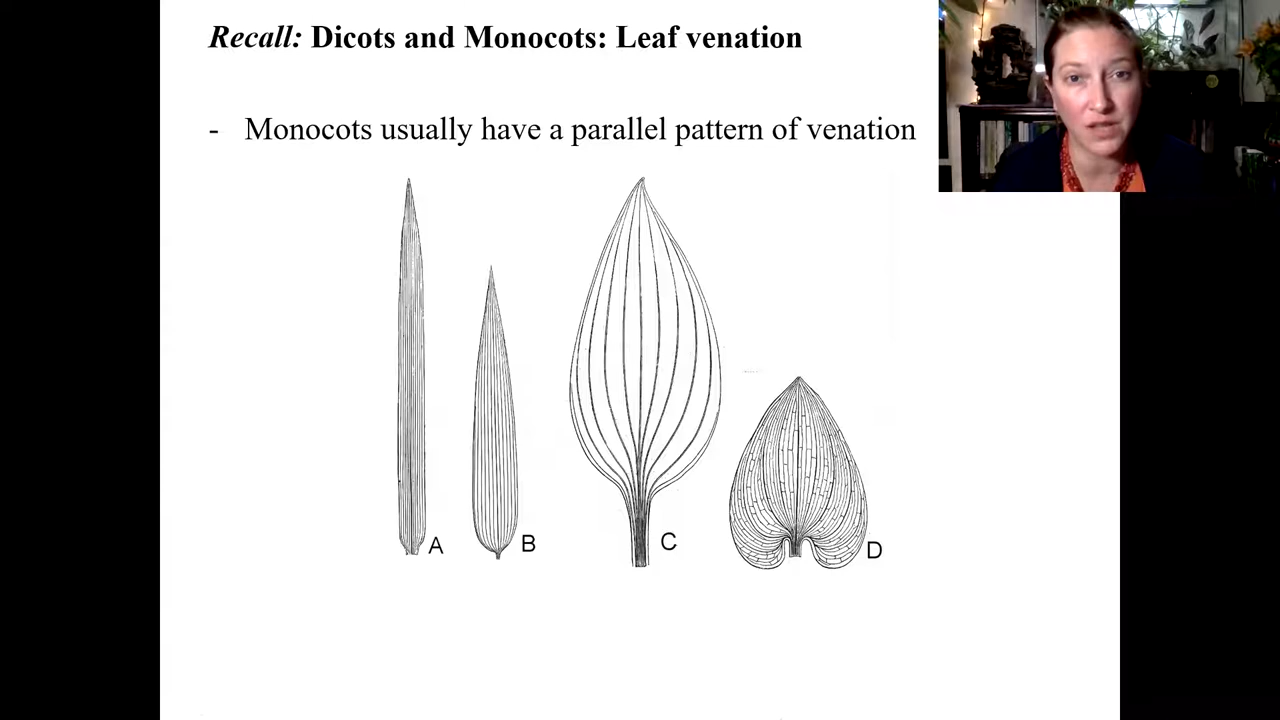 Recall: Dicots and Monocots: Leaf venation
- Monocots usually have a parallel pattern of venation
A
B
C
D